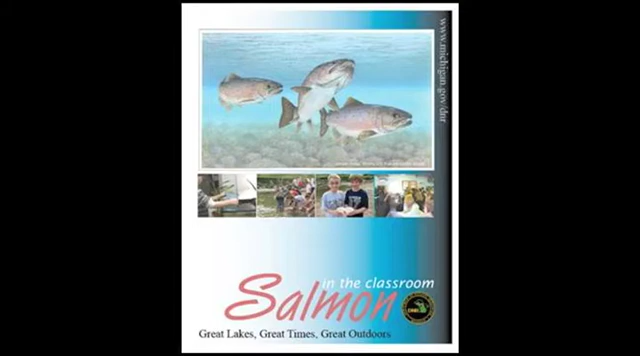 www.michigan.gov/dnr
in the classroom
Salmon
Great Lakes, Great Times, Great Outdoors